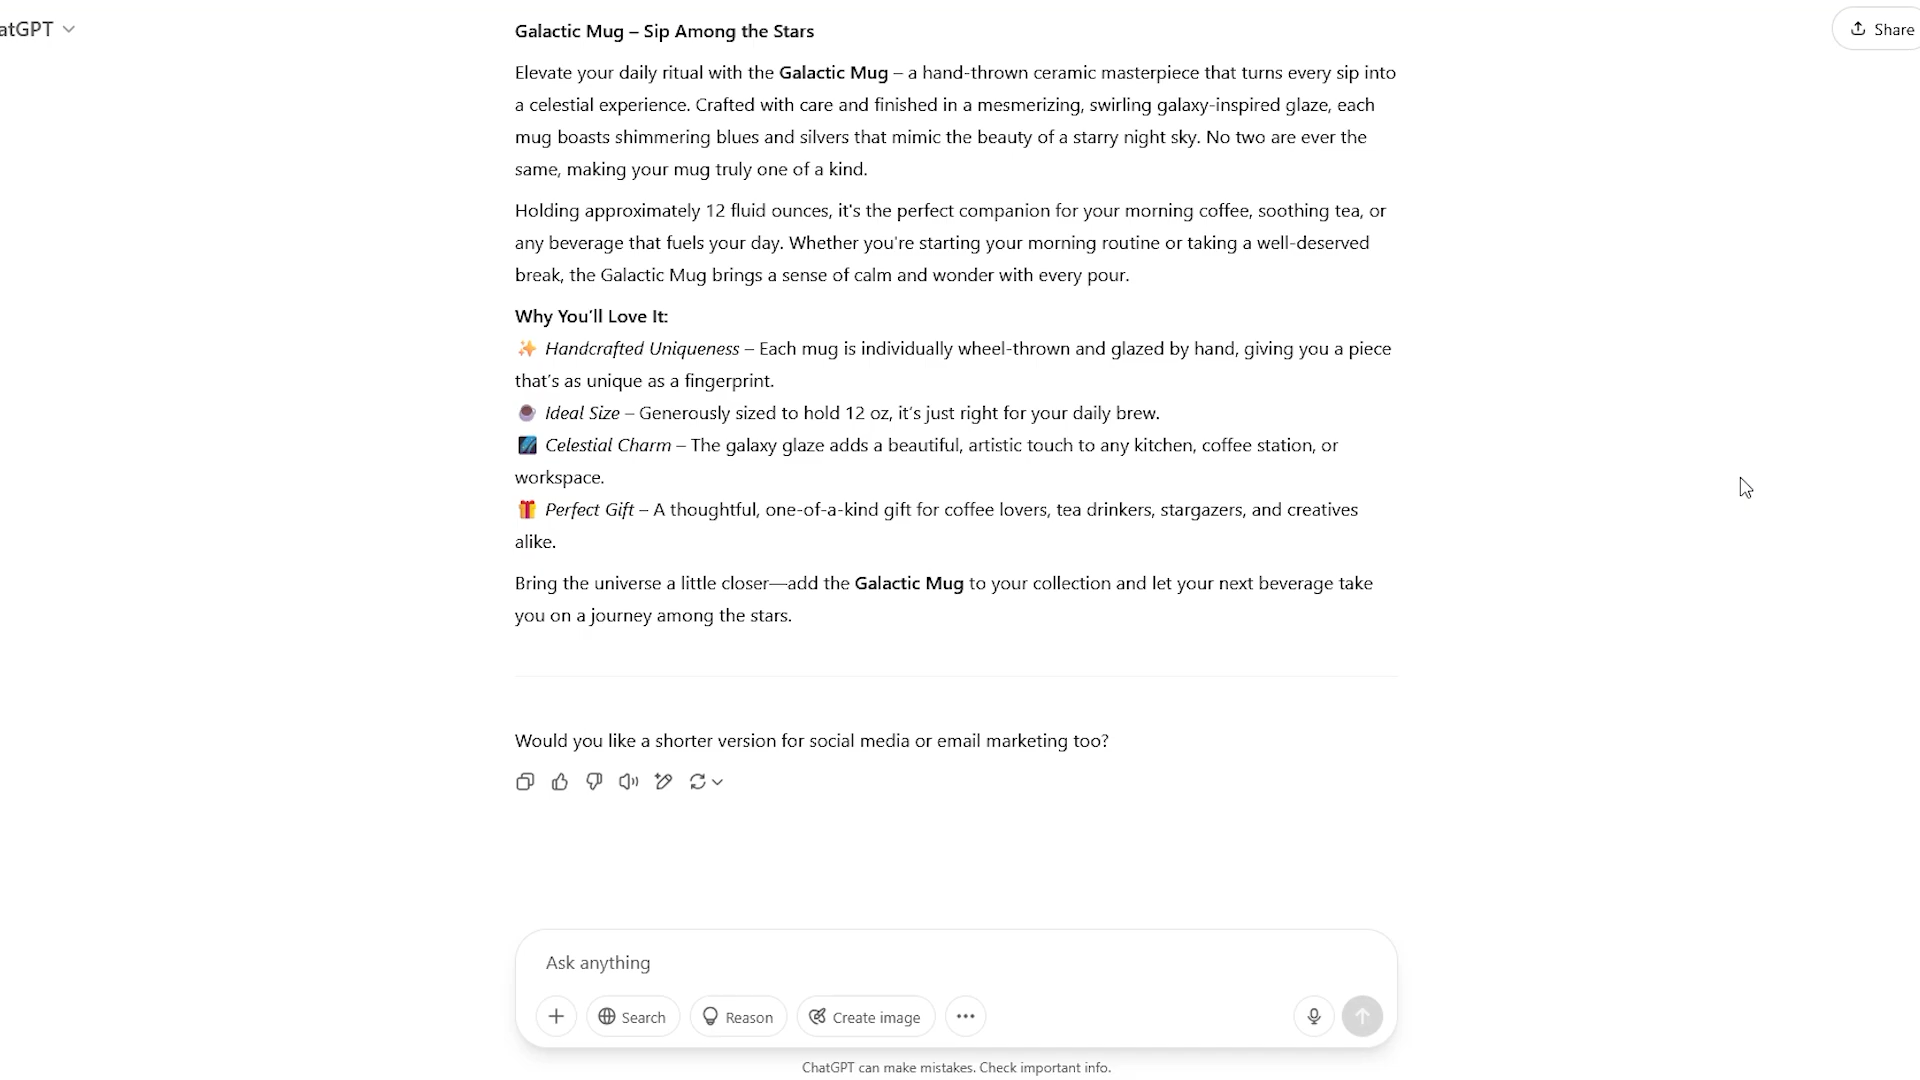 atGPT
Share
Galactic Mug – Sip Among the Stars
Elevate your daily ritual with the Galactic Mug – a hand-thrown ceramic masterpiece that turns every sip into
a celestial experience. Crafted with care and finished in a mesmerizing, swirling galaxy-inspired glaze, each
mug boasts shimmering blues and silvers that mimic the beauty of a starry night sky. No two are ever the
same, making your mug truly one of a kind.
Holding approximately 12 fluid ounces, it's the perfect companion for your morning coffee, soothing tea, or
any beverage that fuels your day. Whether you're starting your morning routine or taking a well-deserved
break, the Galactic Mug brings a sense of calm and wonder with every pour.
Why You'll Love It:
✨ Handcrafted Uniqueness – Each mug is individually wheel-thrown and glazed by hand, giving you a piece
that's as unique as a fingerprint.
Ideal Size – Generously sized to hold 12 oz, it's just right for your daily brew.
Celestial Charm – The galaxy glaze adds a beautiful, artistic touch to any kitchen, coffee station, or
workspace.
🎁 Perfect Gift – A thoughtful, one-of-a-kind gift for coffee lovers, tea drinkers, stargazers, and creatives
alike.
Bring the universe a little closer—add the Galactic Mug to your collection and let your next beverage take
you on a journey among the stars.
Would you like a shorter version for social media or email marketing too?
Ask anything
Search
Reason
Create image
ChatGPT can make mistakes. Check important info.